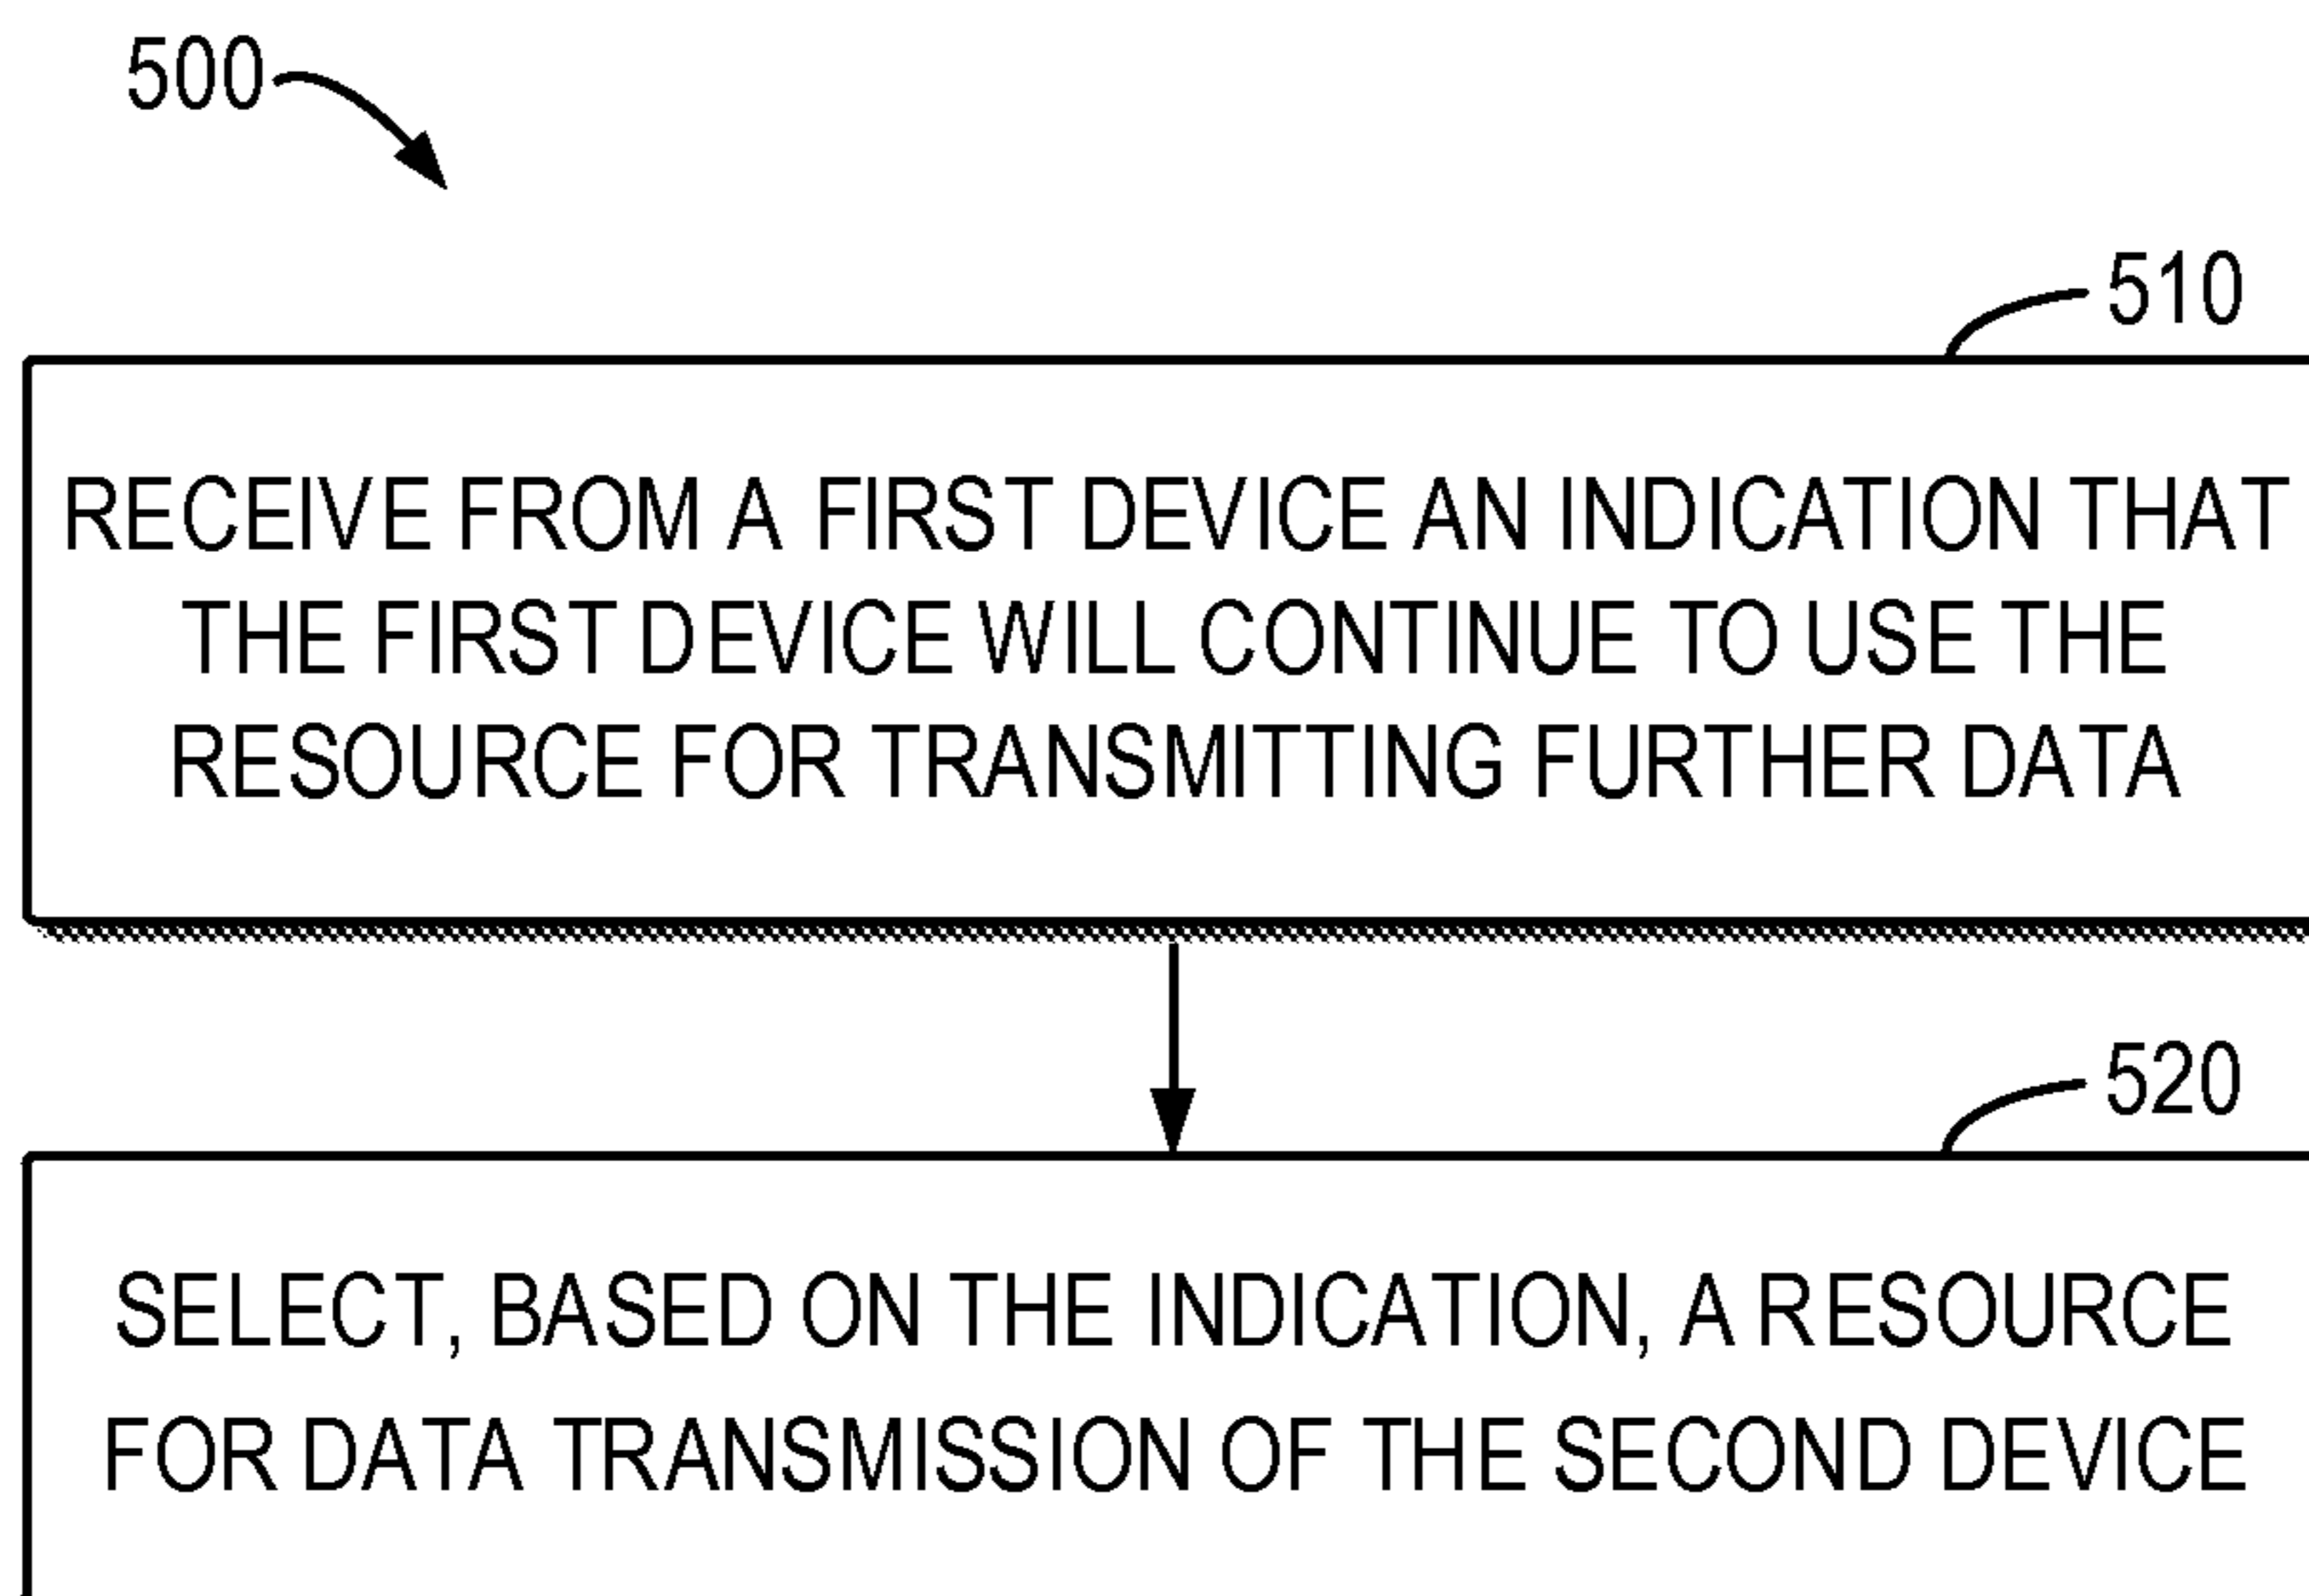 500
510
RECEIVE FROM A FIRST DEVICE AN INDICATION THAT
THE FIRST DEVICE WILL CONTINUE TO USE THE
RESOURCE FOR TRANSMITTING FURTHER DATA
520
SELECT, BASED ON THE INDICATION, A RESOURCE
FOR DATA TRANSMISSION OF THE SECOND DEVICE